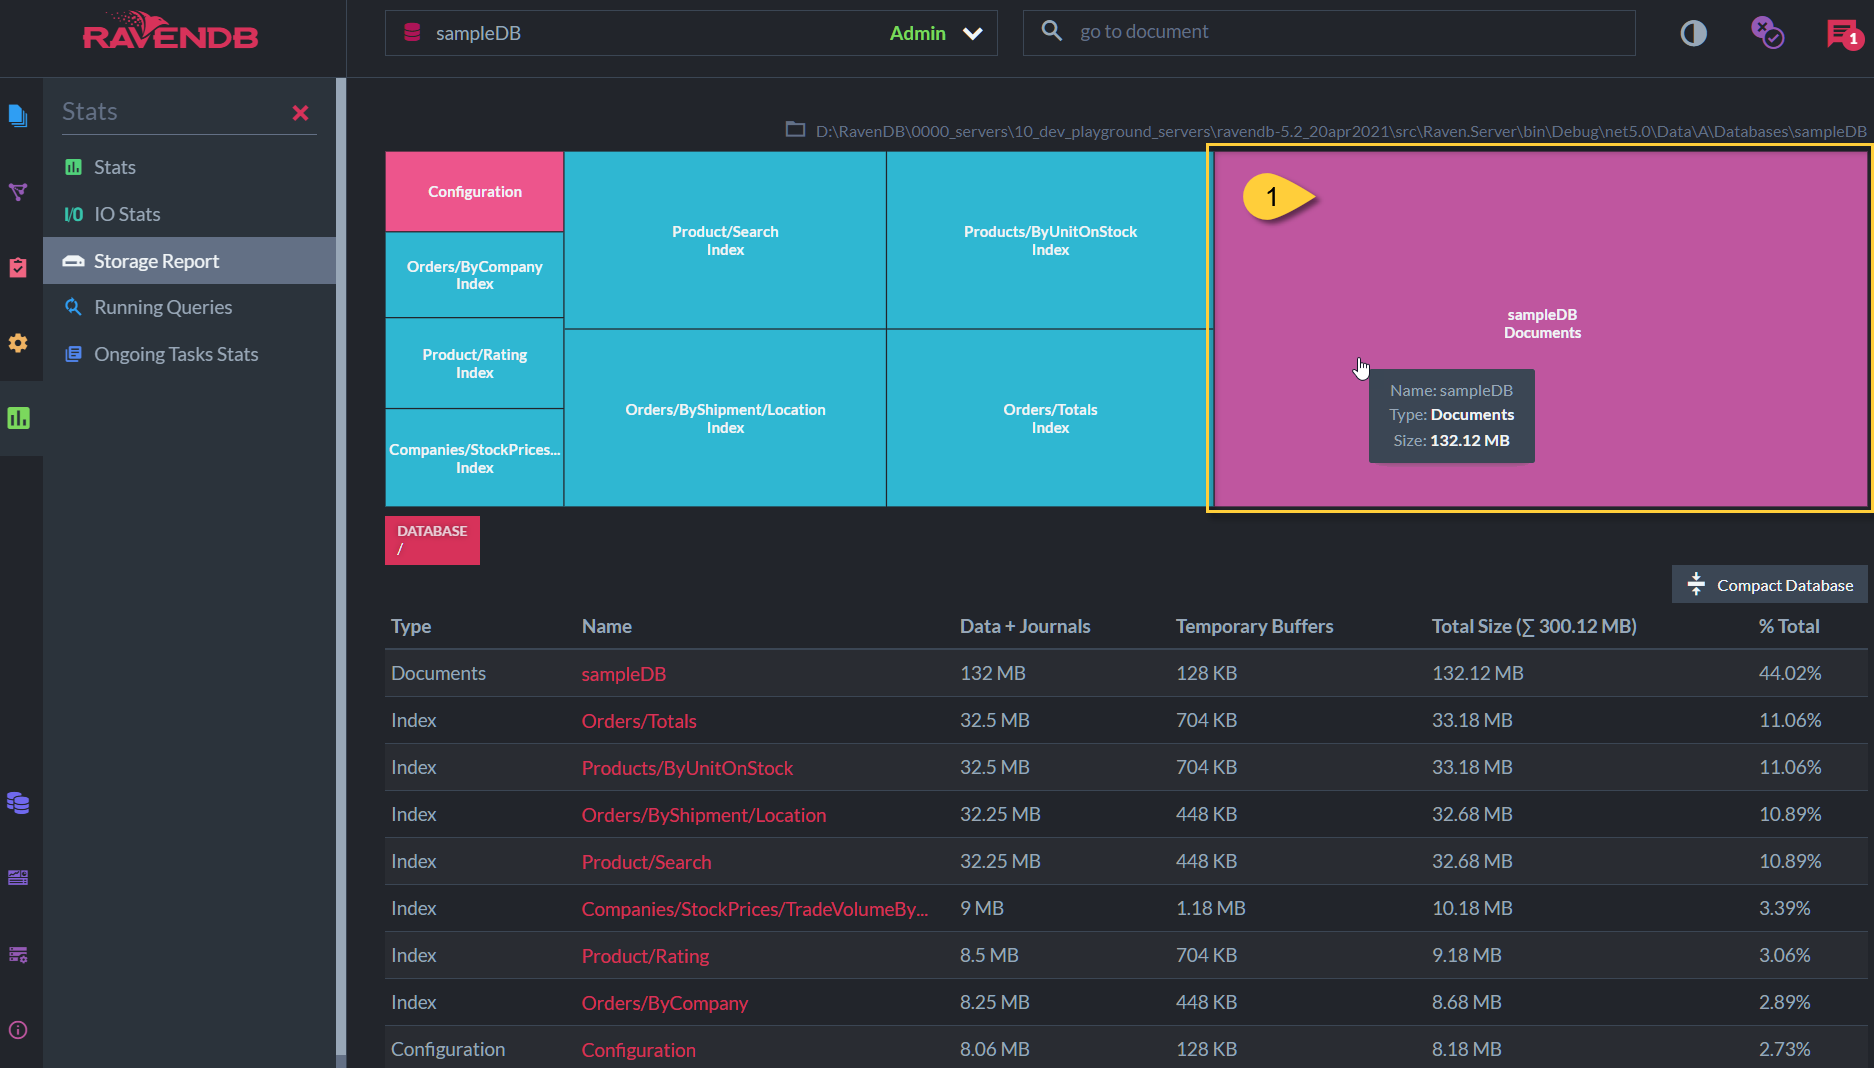 RAVENDB
sampleDB
Admin
go to document
1
Stats
Stats
I/O IO Stats
Storage Report
Running Queries
Ongoing Tasks Stats
D:\RavenDB\0000_servers\10_dev_playground_servers\ravendb-5.2_20apr2021\src\Raven.Server\bin\Debug\net5.0\Data\A\Databases\sampleDB
Configuration
Orders/ByCompany
Index
Product/Rating
Index
Companies/StockPrices...
Index
Product/Search
Index
Orders/ByShipment/Location
Index
Products/ByUnitOnStock
Index
Orders/Totals
Index
1
sampleDB
Documents
Name: sampleDB
Type: Documents
Size: 132.12 MB
DATABASE
/
Compact Database
Type Name Data + Journals Temporary Buffers Total Size (∑ 300.12 MB) % Total
Documents sampleDB 132 MB 128 KB 132.12 MB 44.02%
Index Orders/Totals 32.5 MB 704 KB 33.18 MB 11.06%
Index Products/ByUnitOnStock 32.5 MB 704 KB 33.18 MB 11.06%
Index Orders/ByShipment/Location 32.25 MB 448 KB 32.68 MB 10.89%
Index Product/Search 32.25 MB 448 KB 32.68 MB 10.89%
Index Companies/StockPrices/TradeVolumeBy... 9 MB 1.18 MB 10.18 MB 3.39%
Index Product/Rating 8.5 MB 704 KB 9.18 MB 3.06%
Index Orders/ByCompany 8.25 MB 448 KB 8.68 MB 2.89%
Configuration Configuration 8.06 MB 128 KB 8.18 MB 2.73%